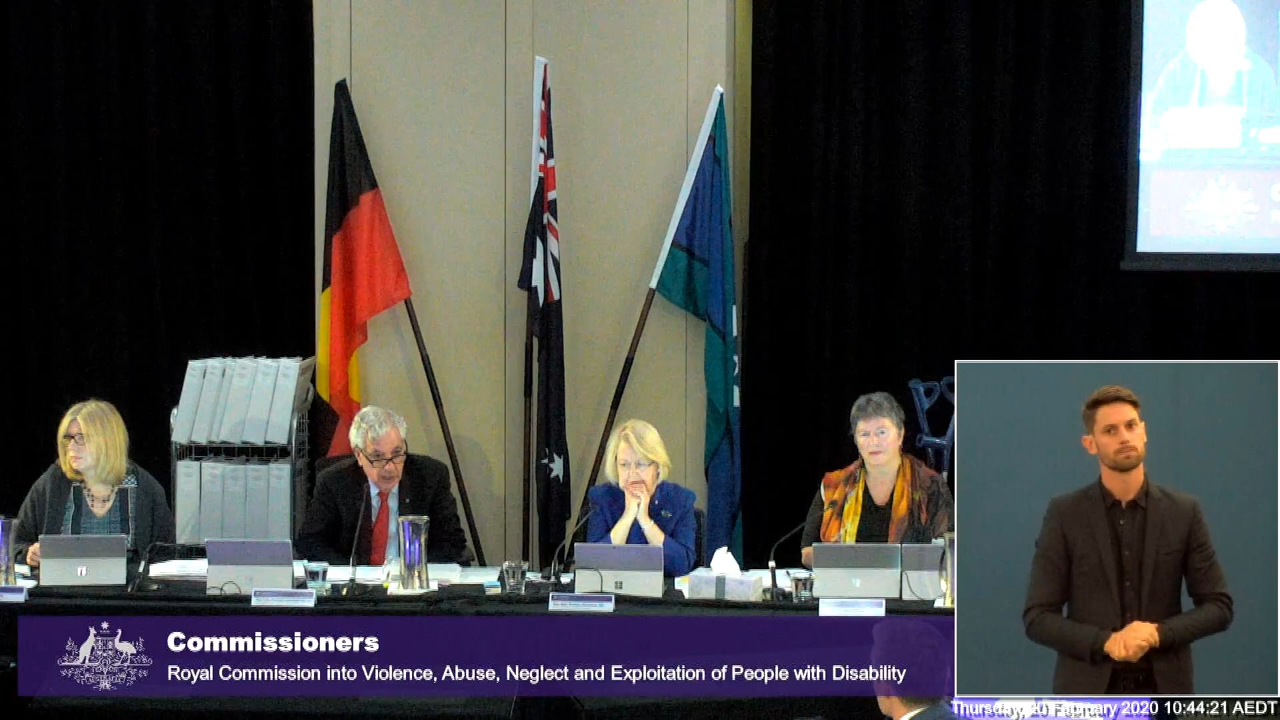 Commissioners
Royal Commission into Violence, Abuse, Neglect and Exploitation of People with Disability
Thursday, 20 February 2020 10:44:21 AEDT